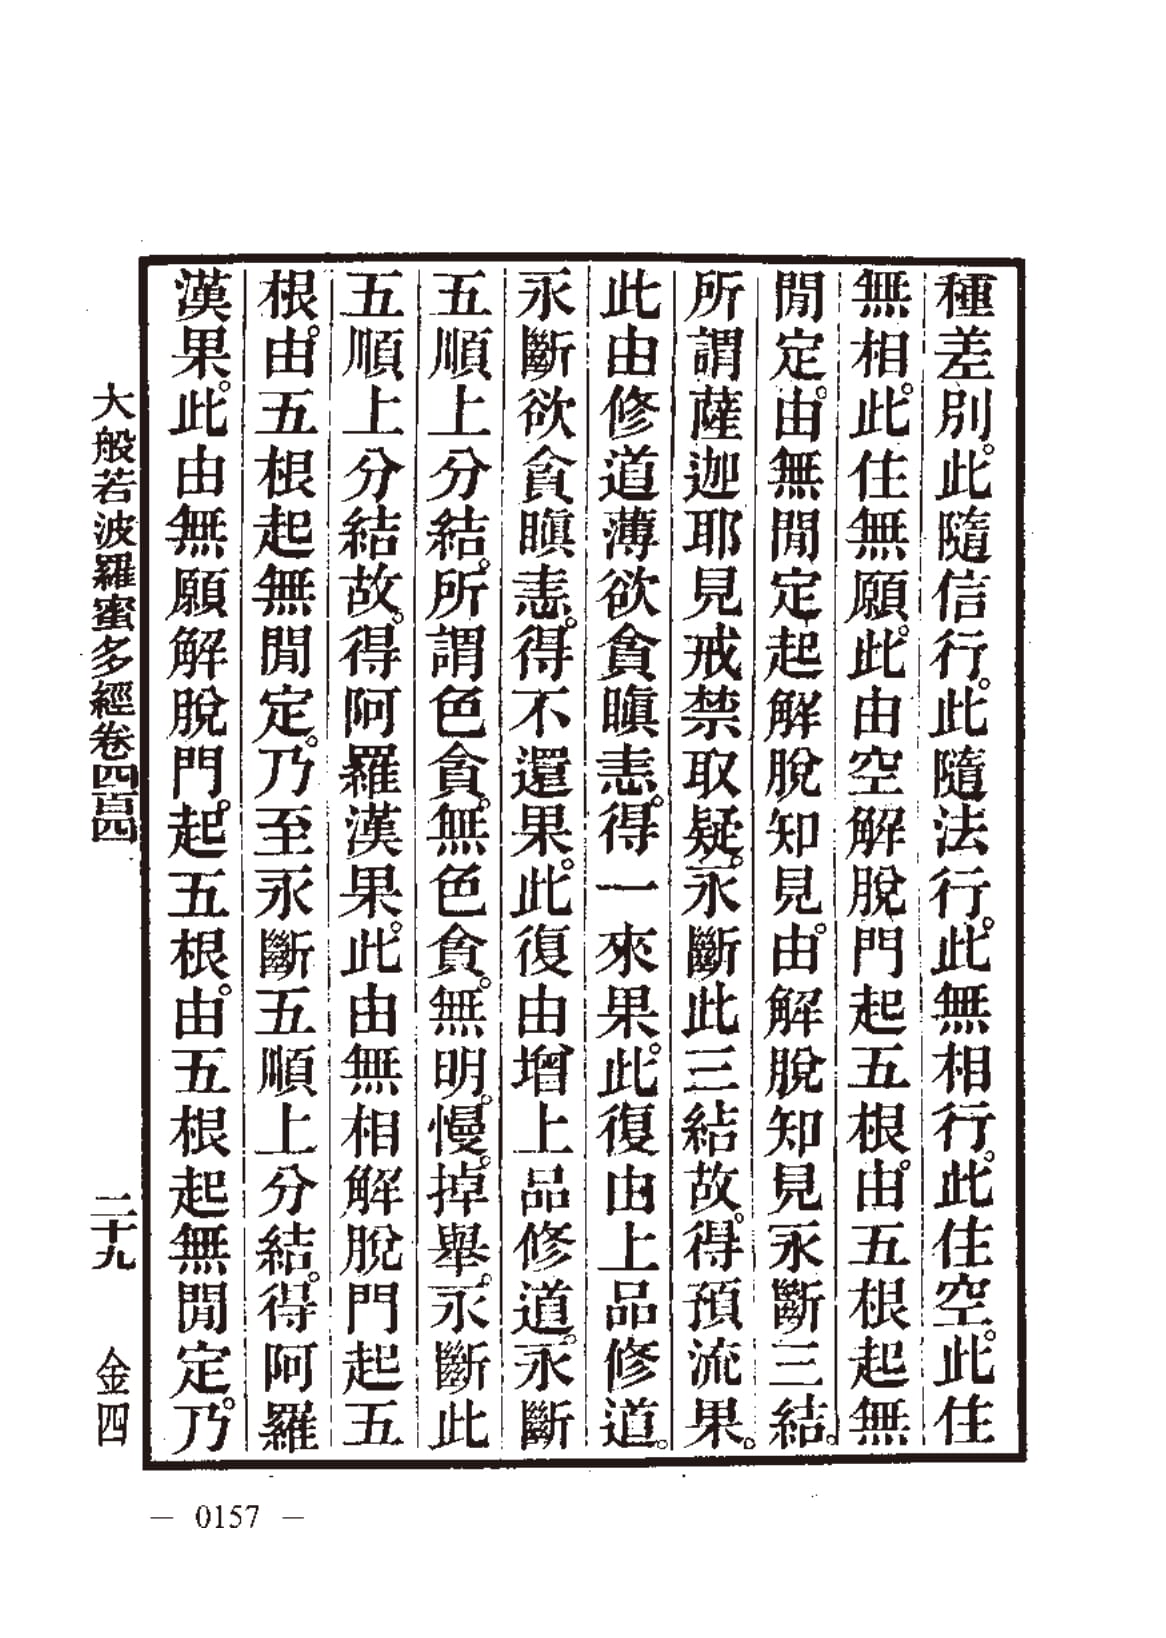 種差別。此隨信行。此隨法行。此無相行。此住空。此住
無相。此住無願。此由空解脫門起五根。由五根起無
閒定。由無閒定起解脫知見。由解脫知見永斷三結。
所謂薩迦耶見戒禁取疑。永斷此三結故。得預流果。
此由修道薄欲貪瞋恚。得一來果。此復由上品修道。
永斷欲貪瞋恚。得不還果。此復由增上品修道。永斷
五順上分結。所謂色貪。無色貪。無明。慢。掉舉。永斷此
五順上分結故。得阿羅漢果。此由無相解脫門起五
根。由五根起無閒定。乃至永斷五順上分結。得阿羅
漢果。此由無願解脫門起。五根。由五根起無閒定。乃
大般若波羅蜜多經卷四百四 二十九 金四
— 0157 —